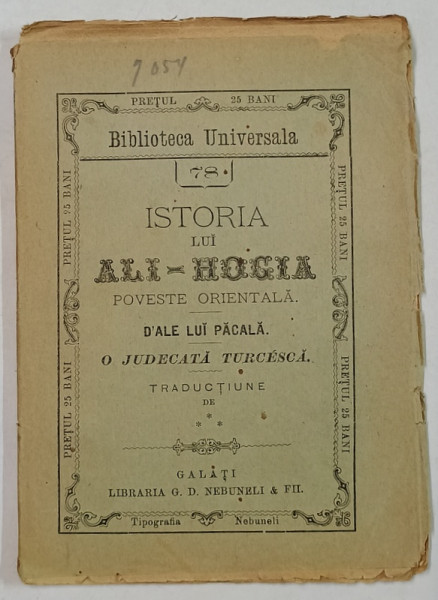 7054
PREȚUL 25 BANI
Biblioteca Universala
78
ISTORIA
LUĬ
ALI-HOGIA
POVESTE ORIENTALĂ.
D'ALE LUĬ PĂCALĂ.
O JUDECATĂ TURCÉSCĂ.
TRADUCȚIUNE
DE
* * *
GALAȚI
LIBRARIA G. D. NEBUNELI & FII.
Tipografia Nebuneli
PREȚUL 25 BANI
PREȚUL 25 BANI
PREȚUL 25 BANI
PREȚUL 25 BANI